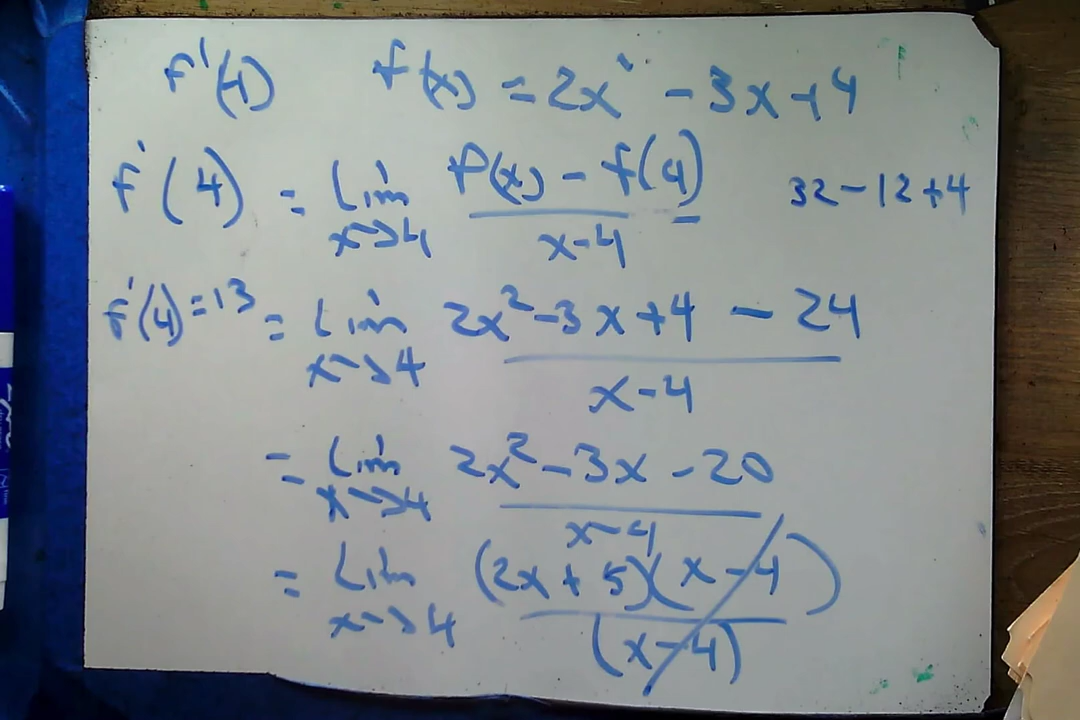 f'(4) f(x) = 2x² - 3x + 4
f'(4) = lim x->4 f(x) - f(4) / x-4 32 - 12 + 4
f'(4) = 13 = lim x->4 2x² - 3x + 4 - 24 / x-4
= lim x->4 2x² - 3x - 20 / x-4
= lim x->4 (2x + 5)(x - 4) / (x-4)